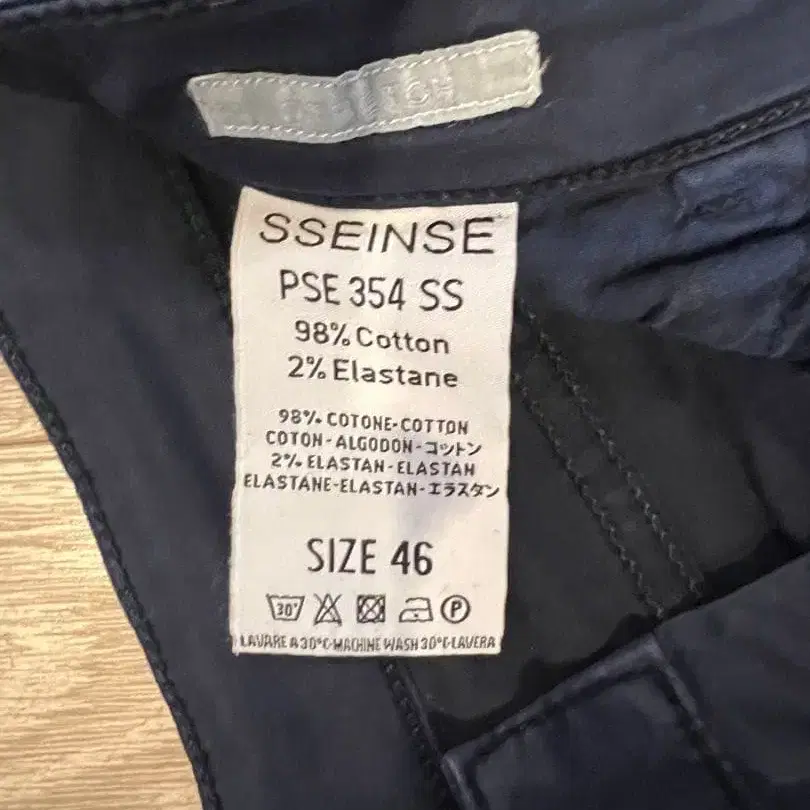 SSEINSE
PSE 354 SS
98% Cotton
2% Elastane
98% COTONE-COTTON
COTON-ALGODON-コットン
2% ELASTAN-ELASTAN
ELASTANE-ELASTAN-エラスタン
SIZE 46
30° P
LAVARE A 30°C-MACHINE WASH 30°C-LAVERA